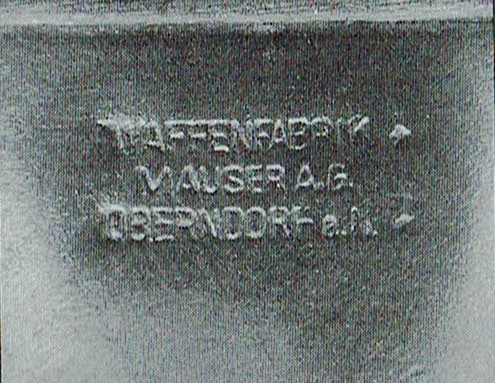 WAFFENFABRIK
MAUSER A.G.
OBERNDORF a.N.